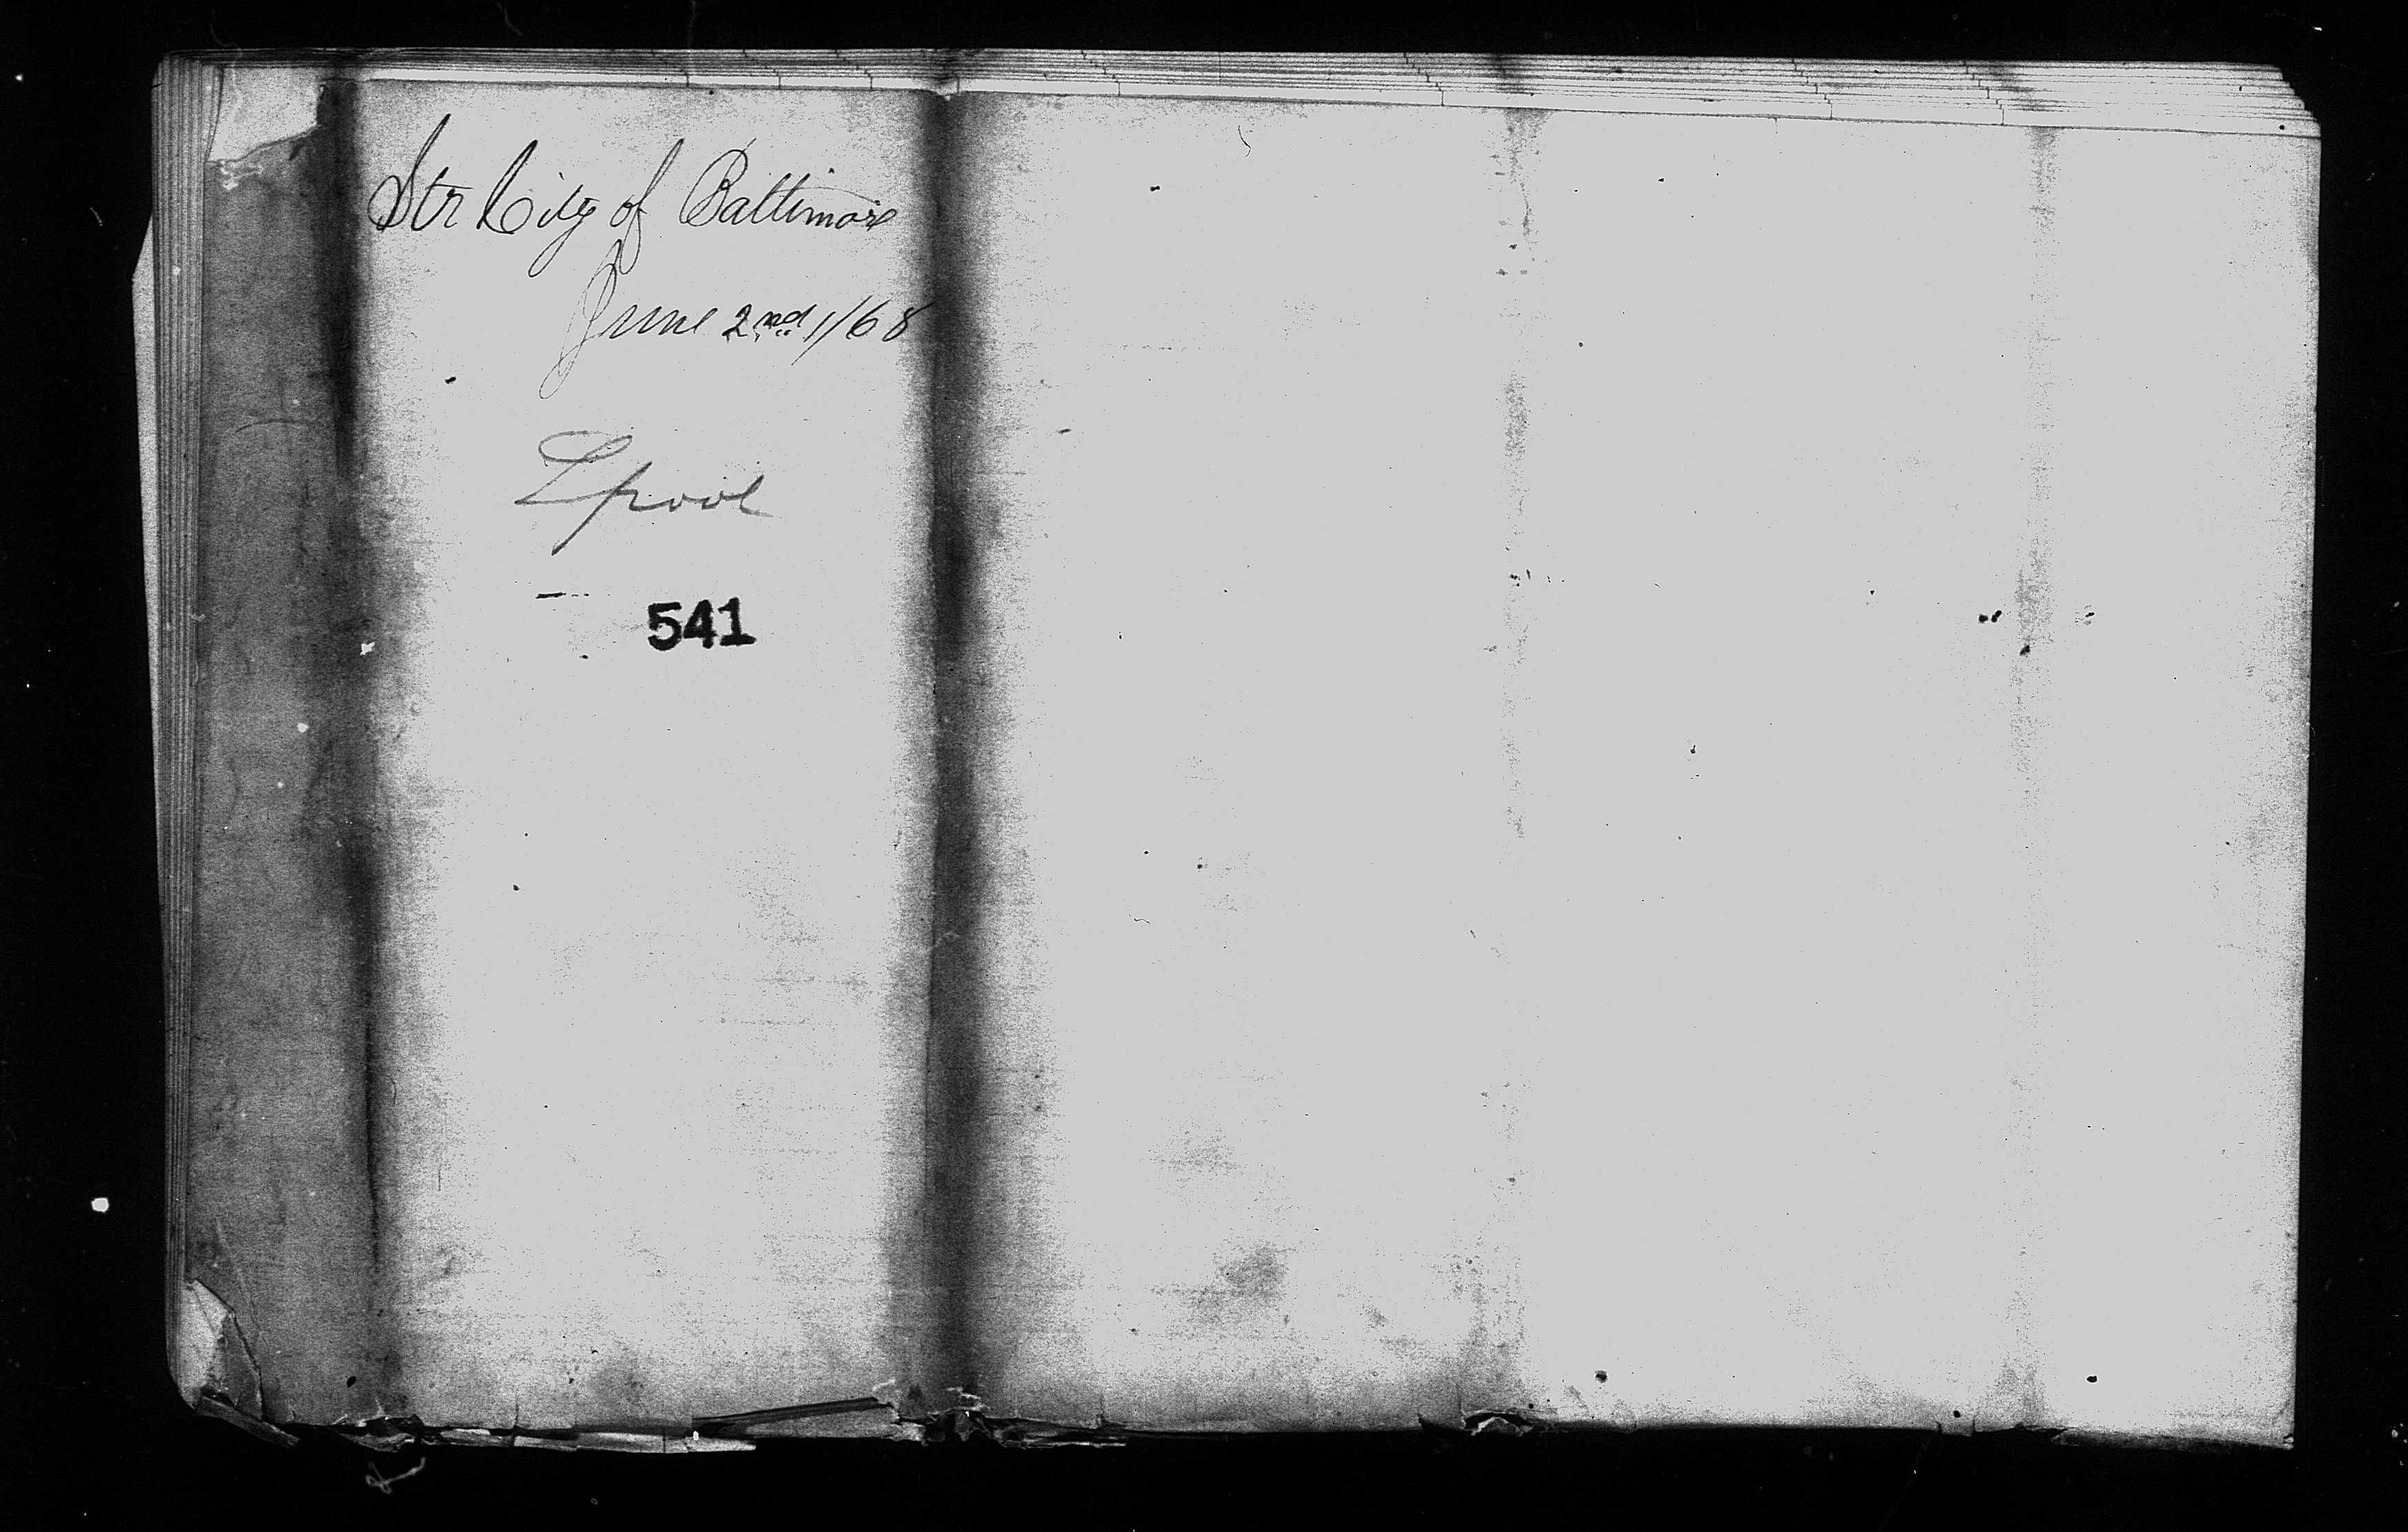 Str City of Baltimore
June 2nd 1/68
Lpool
541